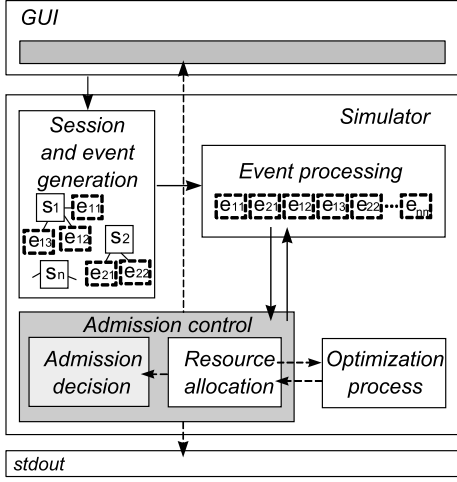 GUI
Simulator
Session
and event
generation
s1 e11
e13 e12
s2
sn e21 e22
Event processing
e11 e21 e12 e13 e22 enn
Admission control
Admission
decision
Resource
allocation
Optimization
process
stdout